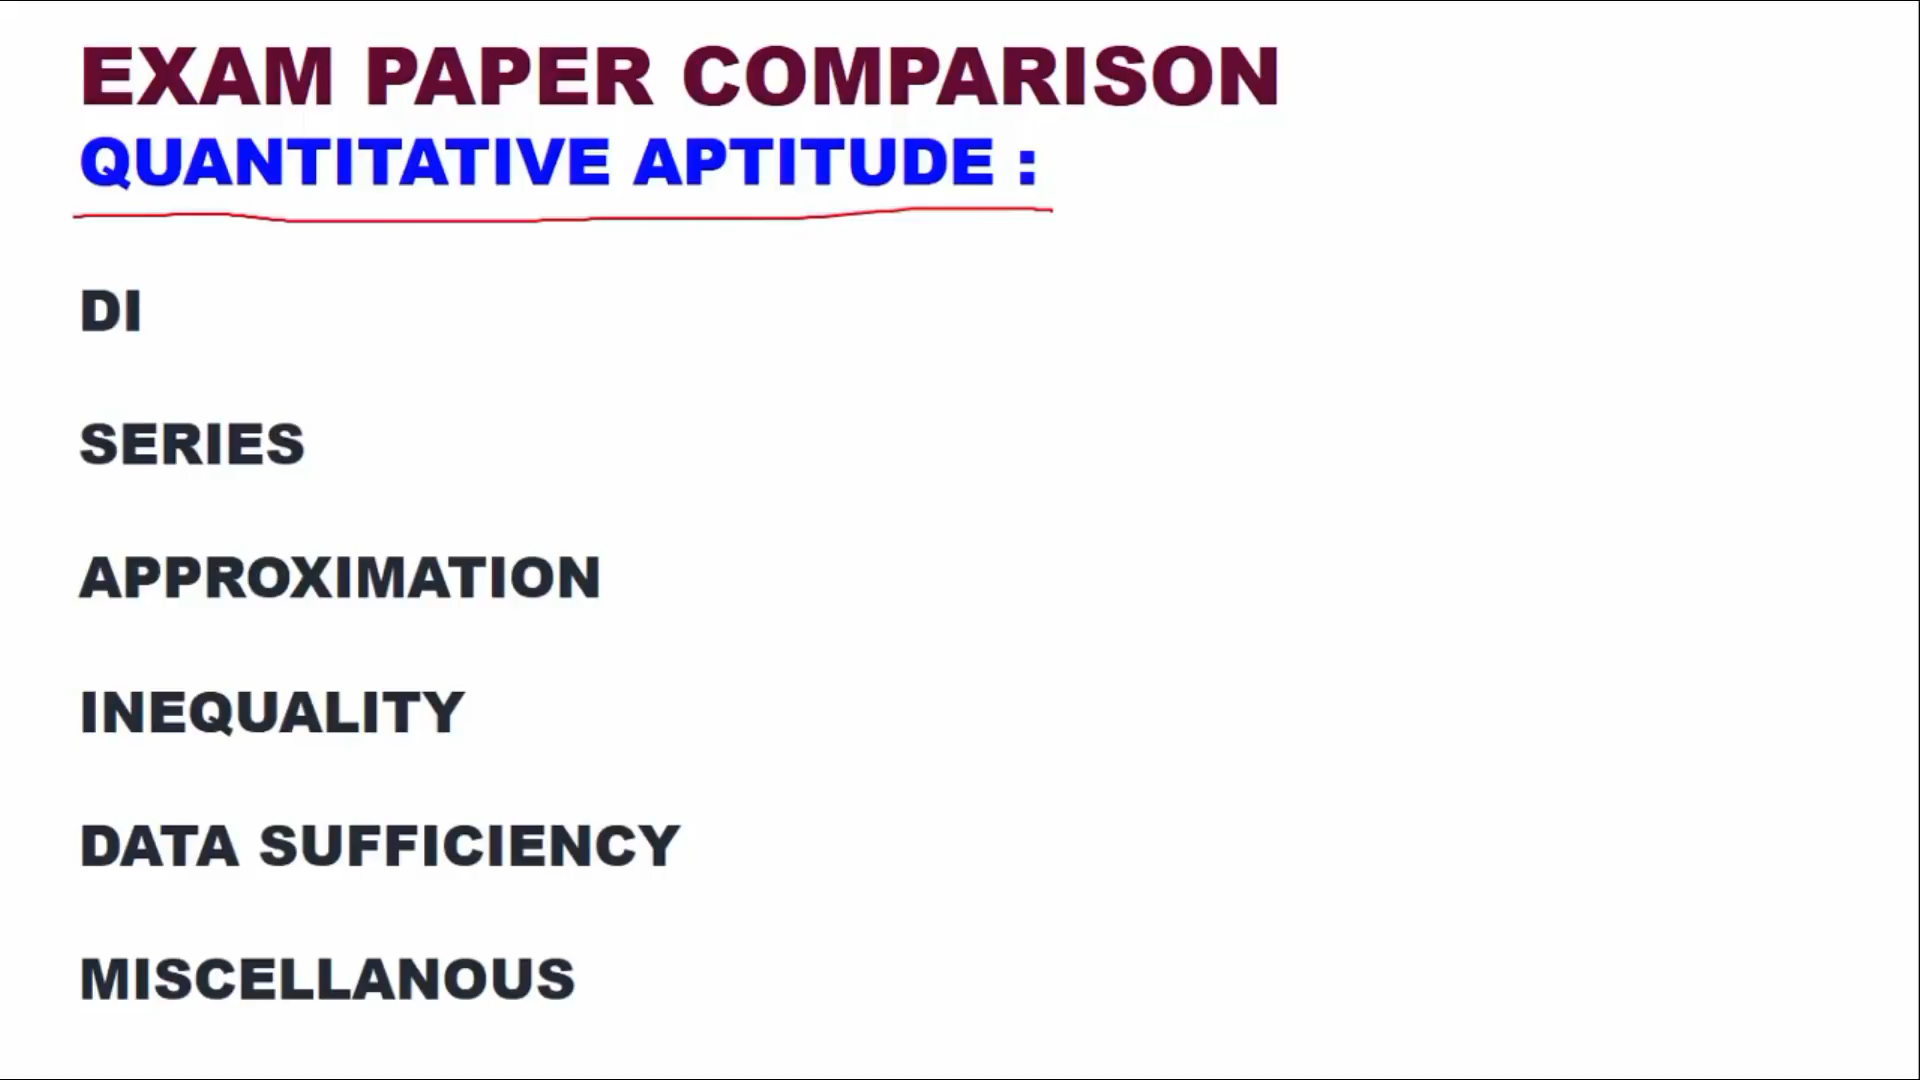 EXAM PAPER COMPARISON
QUANTITATIVE APTITUDE :
DI
SERIES
APPROXIMATION
INEQUALITY
DATA SUFFICIENCY
MISCELLANOUS